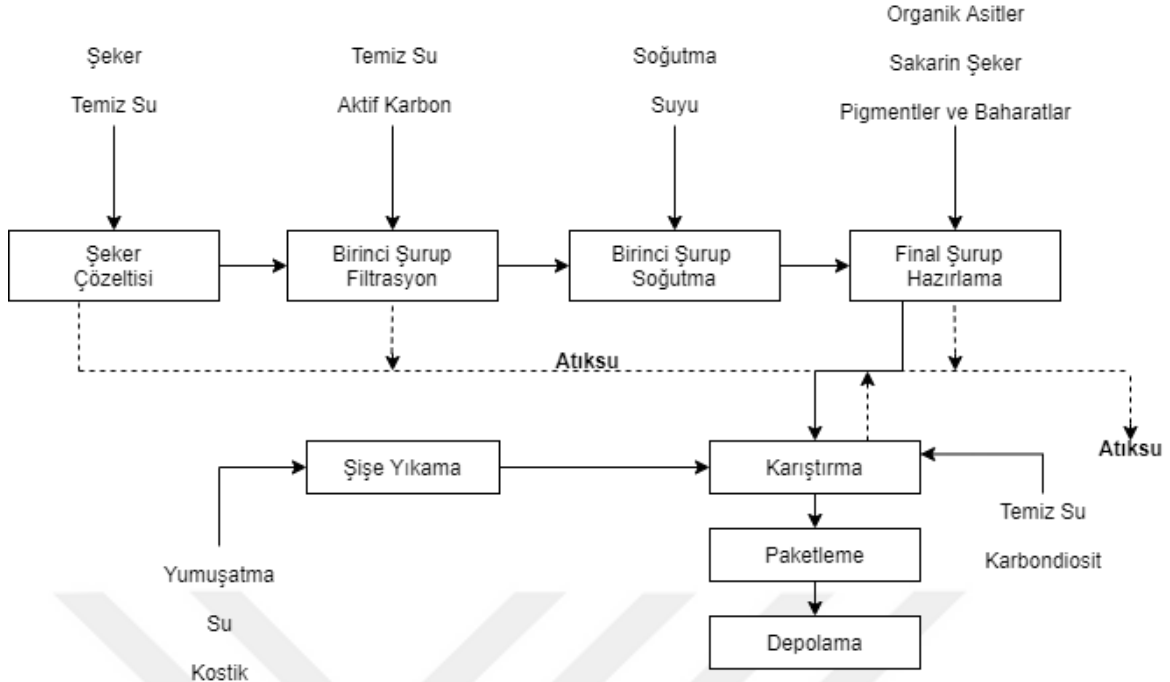 Şeker
Temiz Su
Temiz Su
Aktif Karbon
Soğutma
Suyu
Organik Asitler
Sakarin Şeker
Pigmentler ve Baharatlar
Şeker
Çözeltisi
Birinci Şurup
Filtrasyon
Birinci Şurup
Soğutma
Final Şurup
Hazırlama
Atıksu
Atıksu
Şişe Yıkama
Karıştırma
Temiz Su
Karbondiosit
Paketleme
Depolama
Yumuşatma
Su
Kostik